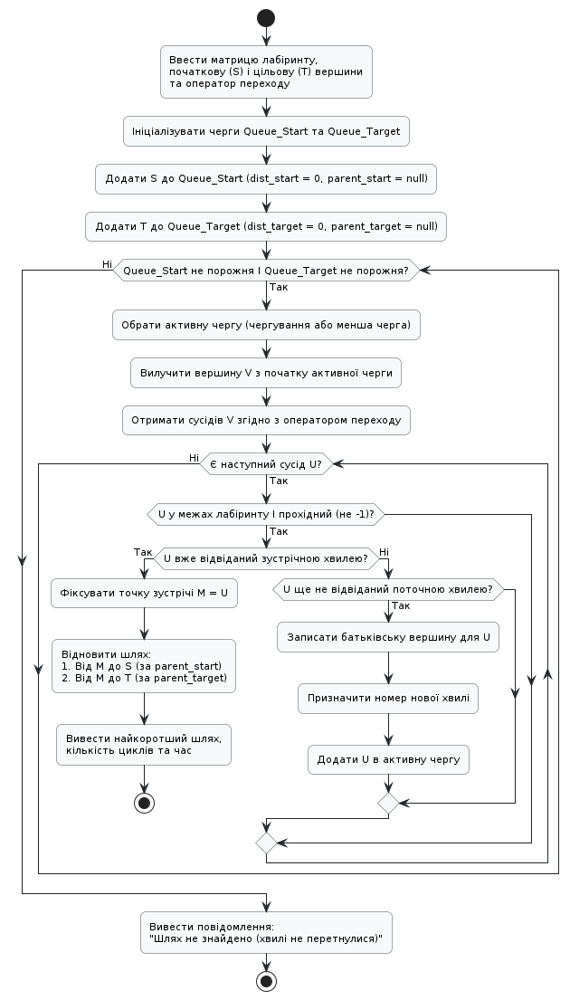 Ввести матрицю лабіринту,
початкову (S) і цільову (T) вершини
та оператор переходу
Ініціалізувати черги Queue_Start та Queue_Target
Додати S до Queue_Start (dist_start = 0, parent_start = null)
Додати T до Queue_Target (dist_target = 0, parent_target = null)
Ні
Queue_Start не порожня І Queue_Target не порожня?
Так
Обрати активну чергу (чергування або менша черга)
Вилучити вершину V з початку активної черги
Отримати сусідів V згідно з оператором переходу
Ні
Є наступний сусід U?
Так
U у межах лабіринту І прохідний (не -1)?
Так
Так
U вже відвіданий зустрічною хвилею?
Ні
Фіксувати точку зустрічі M = U
Відновити шлях:
1. Від M до S (за parent_start)
2. Від M до T (за parent_target)
Вивести найкоротший шлях,
кількість циклів та час
U ще не відвіданий поточною хвилею?
Так
Записати батьківську вершину для U
Призначити номер нової хвилі
Додати U в активну чергу
Вивести повідомлення:
"Шлях не знайдено (хвилі не перетнулися)"